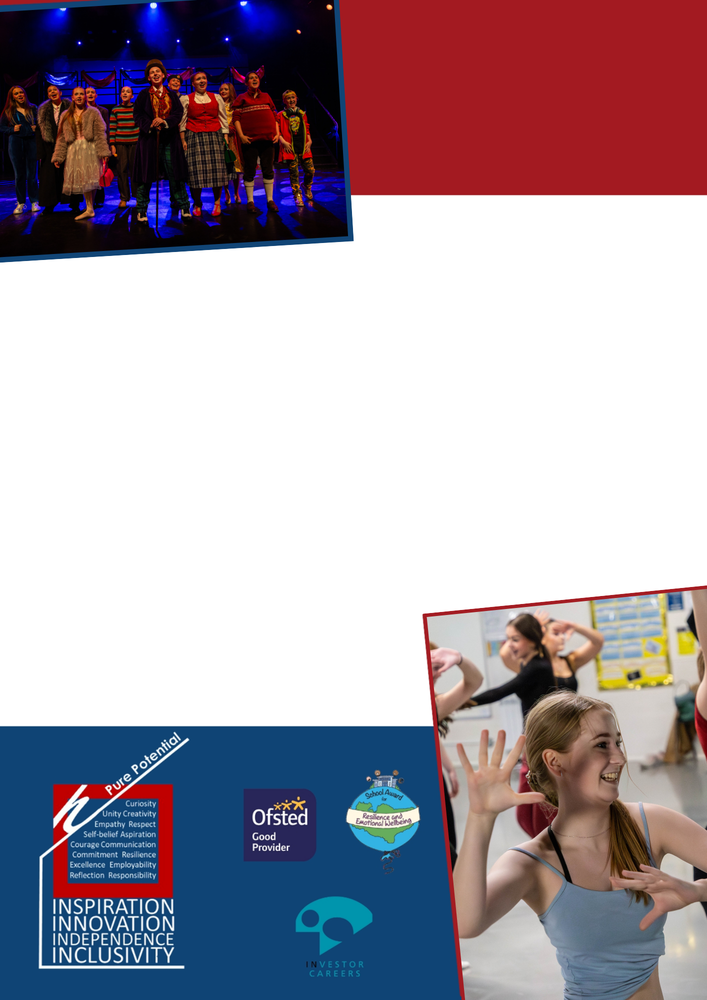 Pure Potential
h
Curiosity
Unity Creativity
Empathy Respect
Self-belief Aspiration
Courage Communication
Commitment Resilience
Excellence Employability
Reflection Responsibility
INSPIRATION
INNOVATION
INDEPENDENCE
INCLUSIVITY
Ofsted
Good
Provider
School Award
for
Resilience and
Emotional Wellbeing
INVESTOR
CAREERS